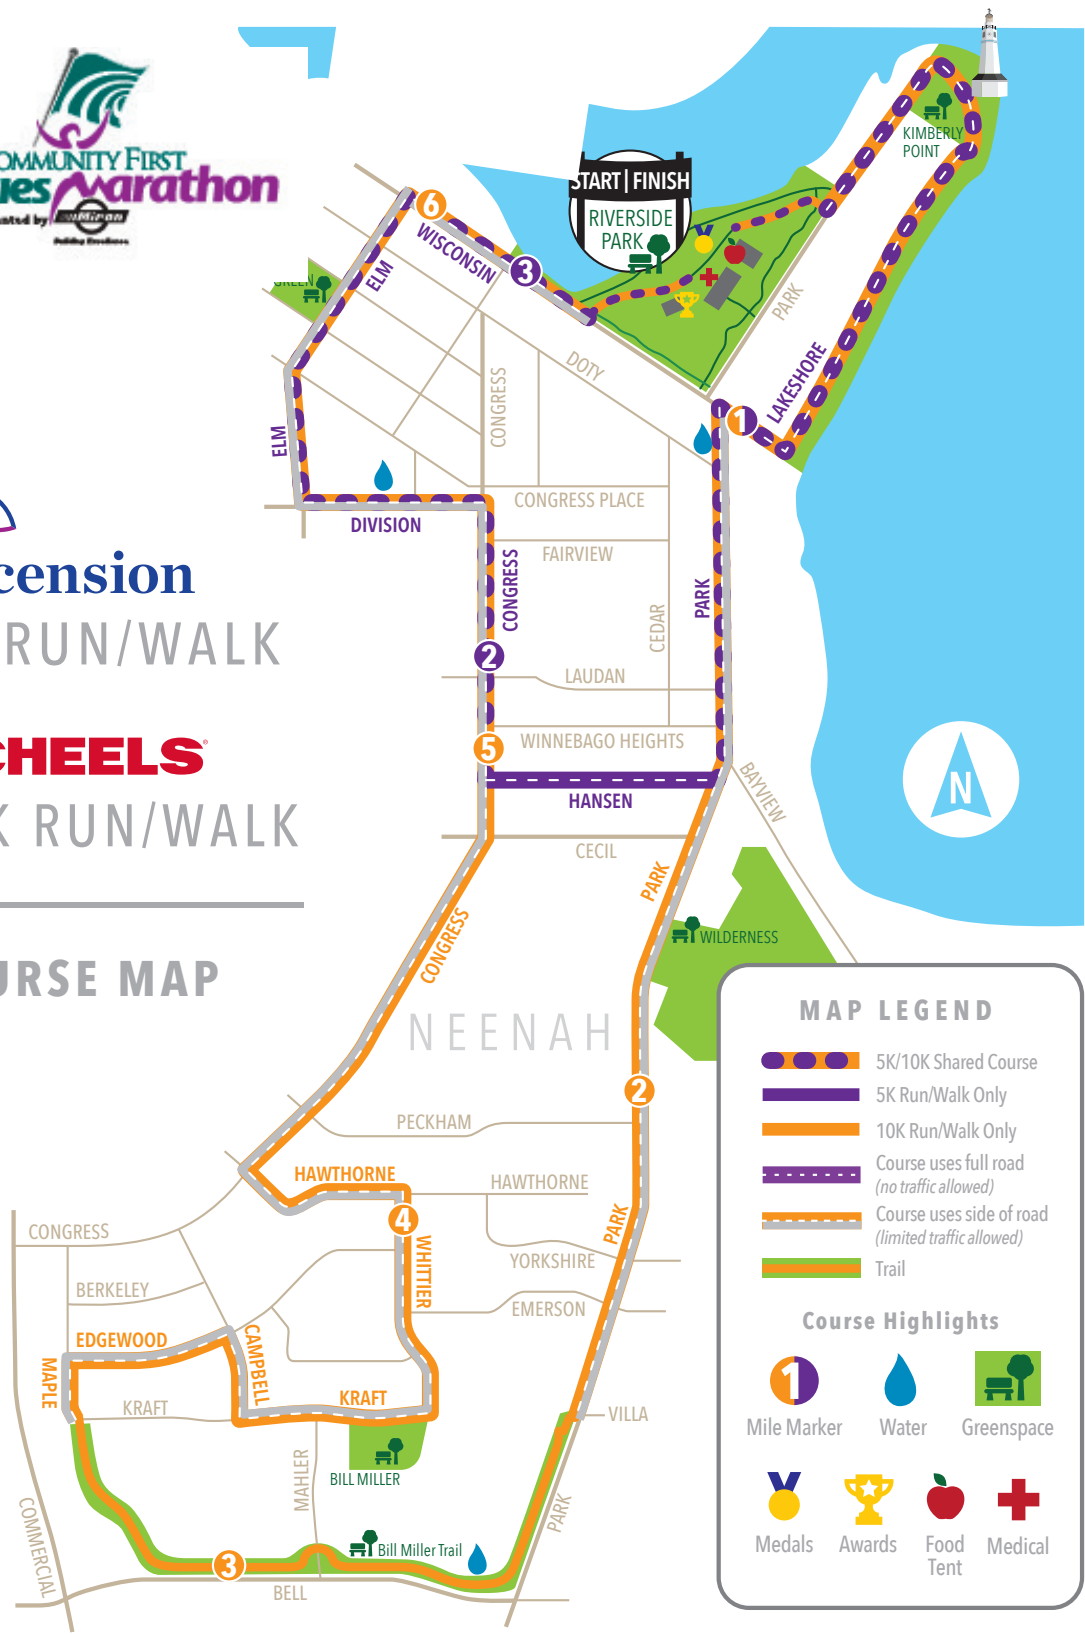 OMMUNITY FIRST
ues Marathon
nted by Miron
Building Excellence
START | FINISH
RIVERSIDE
PARK
KIMBERLY
POINT
6
WISCONSIN
3
ELM
GREEN
PARK
LAKESHORE
DOTY
CONGRESS
1
ELM
CONGRESS PLACE
DIVISION
FAIRVIEW
CONGRESS
PARK
CEDAR
cension
RUN/WALK
2
LAUDAN
5
WINNEBAGO HEIGHTS
HANSEN
BAYVIEW
N
CHEELS
K RUN/WALK
CECIL
PARK
CONGRESS
WILDERNESS
URSE MAP
NEENAH
2
PECKHAM
HAWTHORNE
HAWTHORNE
4
WHITTIER
PARK
CONGRESS
YORKSHIRE
BERKELEY
EMERSON
EDGEWOOD
CAMPBELL
MAPLE
KRAFT
KRAFT
VILLA
BILL MILLER
MAHLER
PARK
COMMERCIAL
Bill Miller Trail
3
BELL
MAP LEGEND
5K/10K Shared Course
5K Run/Walk Only
10K Run/Walk Only
Course uses full road
(no traffic allowed)
Course uses side of road
(limited traffic allowed)
Trail
Course Highlights
1
Mile Marker
Water
Greenspace
Medals
Awards
Food
Tent
Medical